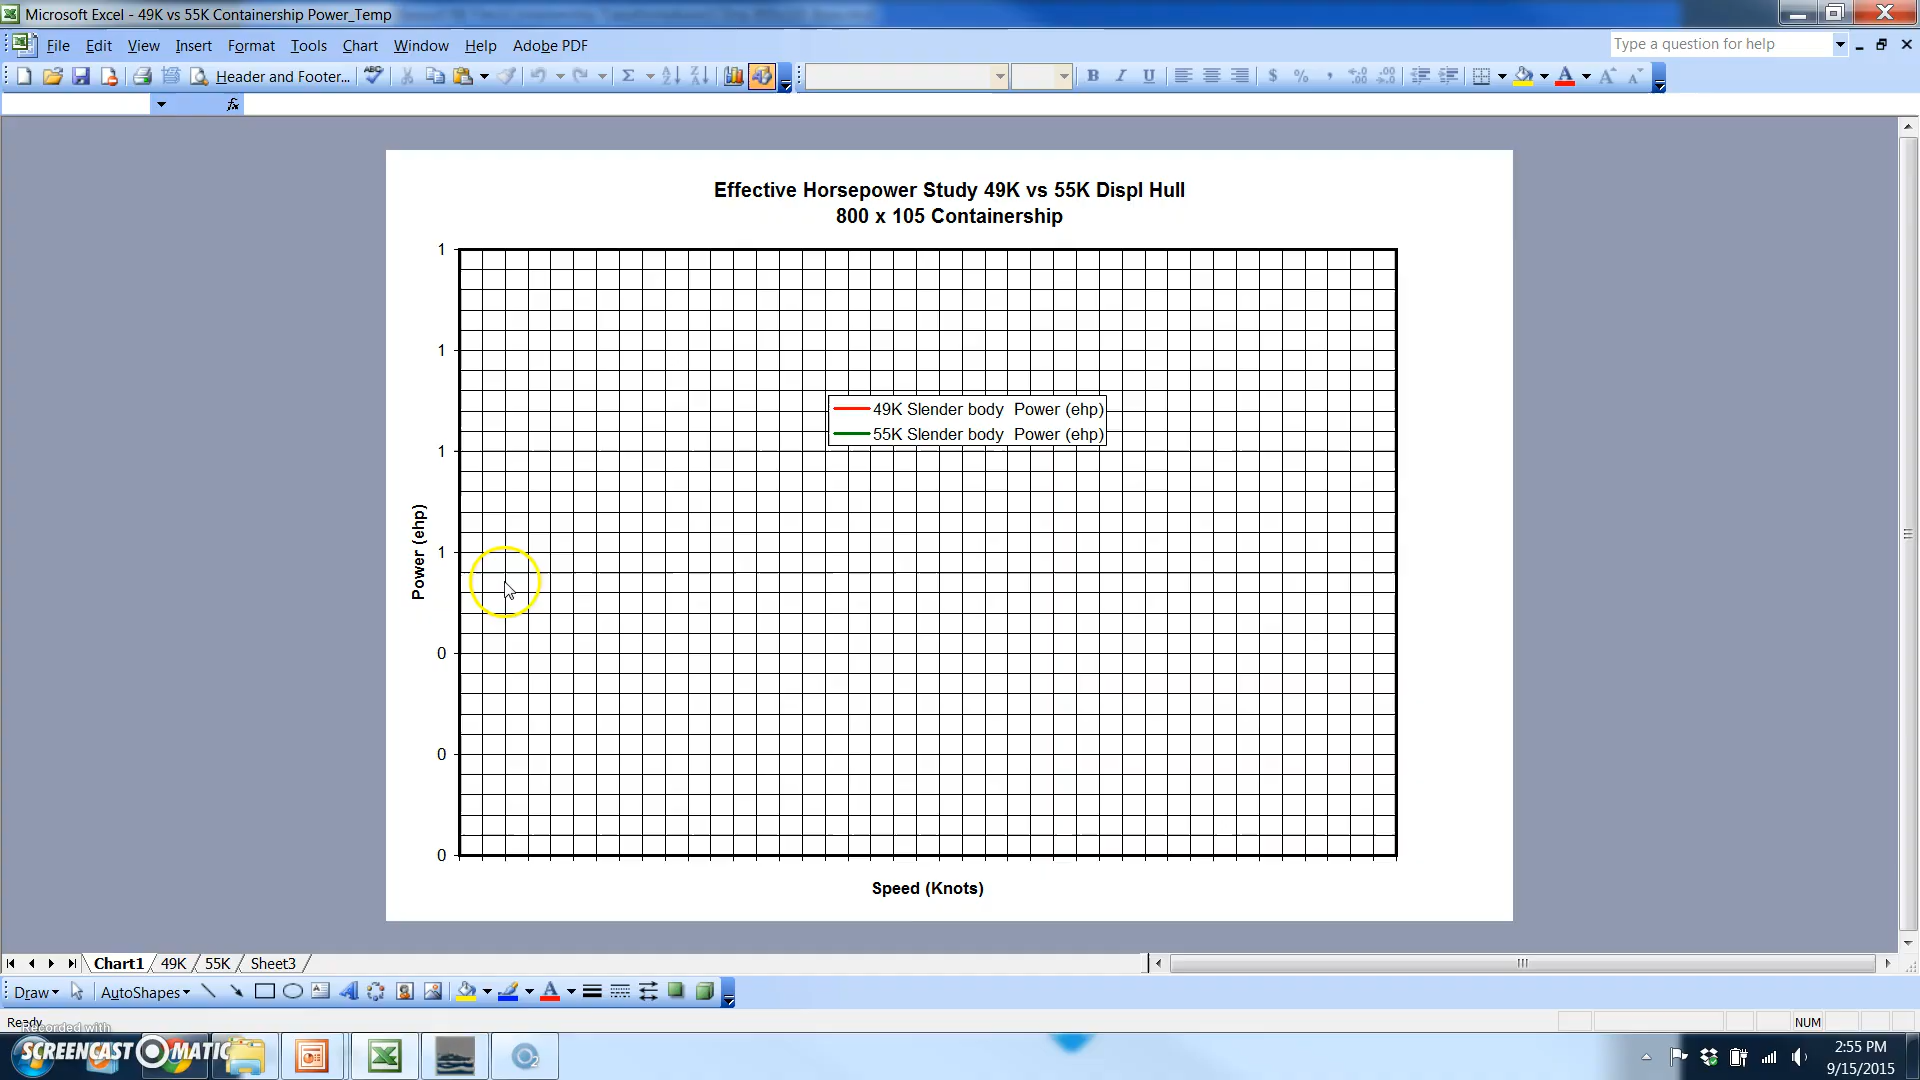 Microsoft Excel - 49K vs 55K Containership Power_Temp
File Edit View Insert Format Tools Chart Window Help Adobe PDF
Type a question for help
Header and Footer...
Effective Horsepower Study 49K vs 55K Displ Hull
800 x 105 Containership
1
1
1
1
0
0
0
49K Slender body Power (ehp)
55K Slender body Power (ehp)
Power (ehp)
Speed (Knots)
Chart1 49K 55K Sheet3
Draw AutoShapes
Ready
NUM
Recorded with
SCREENCAST MATIC
2:55 PM
9/15/2015